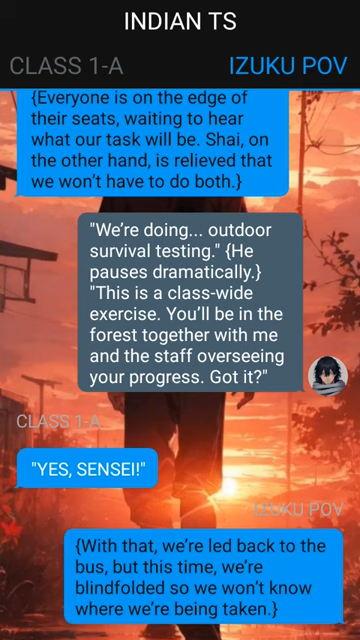 INDIAN TS
CLASS 1-A
IZUKU POV
{Everyone is on the edge of
their seats, waiting to hear
what our task will be. Shai, on
the other hand, is relieved that
we won't have to do both.}
"We're doing... outdoor
survival testing." {He
pauses dramatically.}
"This is a class-wide
exercise. You'll be in the
forest together with me
and the staff overseeing
your progress. Got it?"
CLASS 1-A
"YES, SENSEI!"
IZUKU POV
{With that, we're led back to the
bus, but this time, we're
blindfolded so we won't know
where we're being taken.}